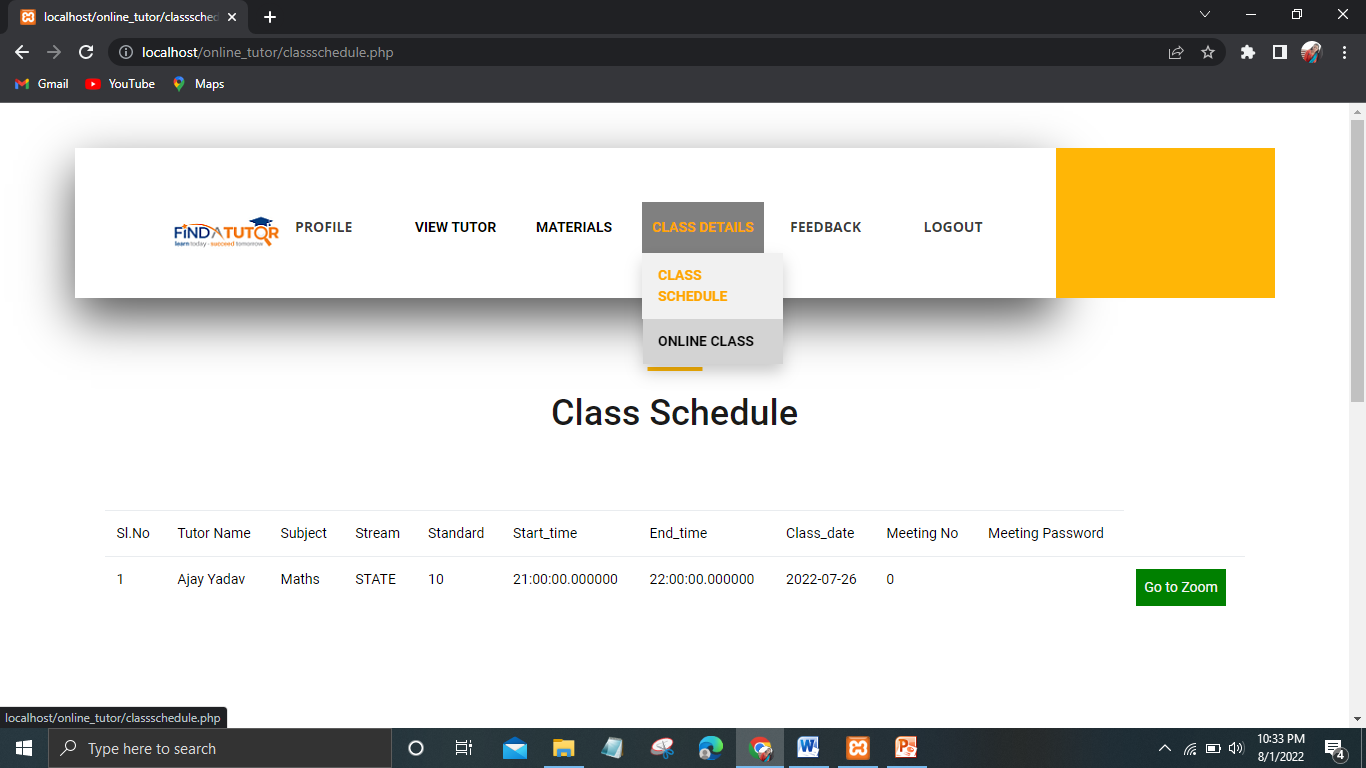 localhost/online_tutor/classsched
localhost/online_tutor/classschedule.php
Gmail YouTube Maps
FINDATUTOR
learn today - succeed tomorrow
PROFILE VIEW TUTOR MATERIALS CLASS DETAILS FEEDBACK LOGOUT
CLASS
SCHEDULE
ONLINE CLASS
Class Schedule
Sl.No Tutor Name Subject Stream Standard Start_time End_time Class_date Meeting No Meeting Password
1 Ajay Yadav Maths STATE 10 21:00:00.000000 22:00:00.000000 2022-07-26 0 Go to Zoom
localhost/online_tutor/classschedule.php
Type here to search
10:33 PM
8/1/2022
4